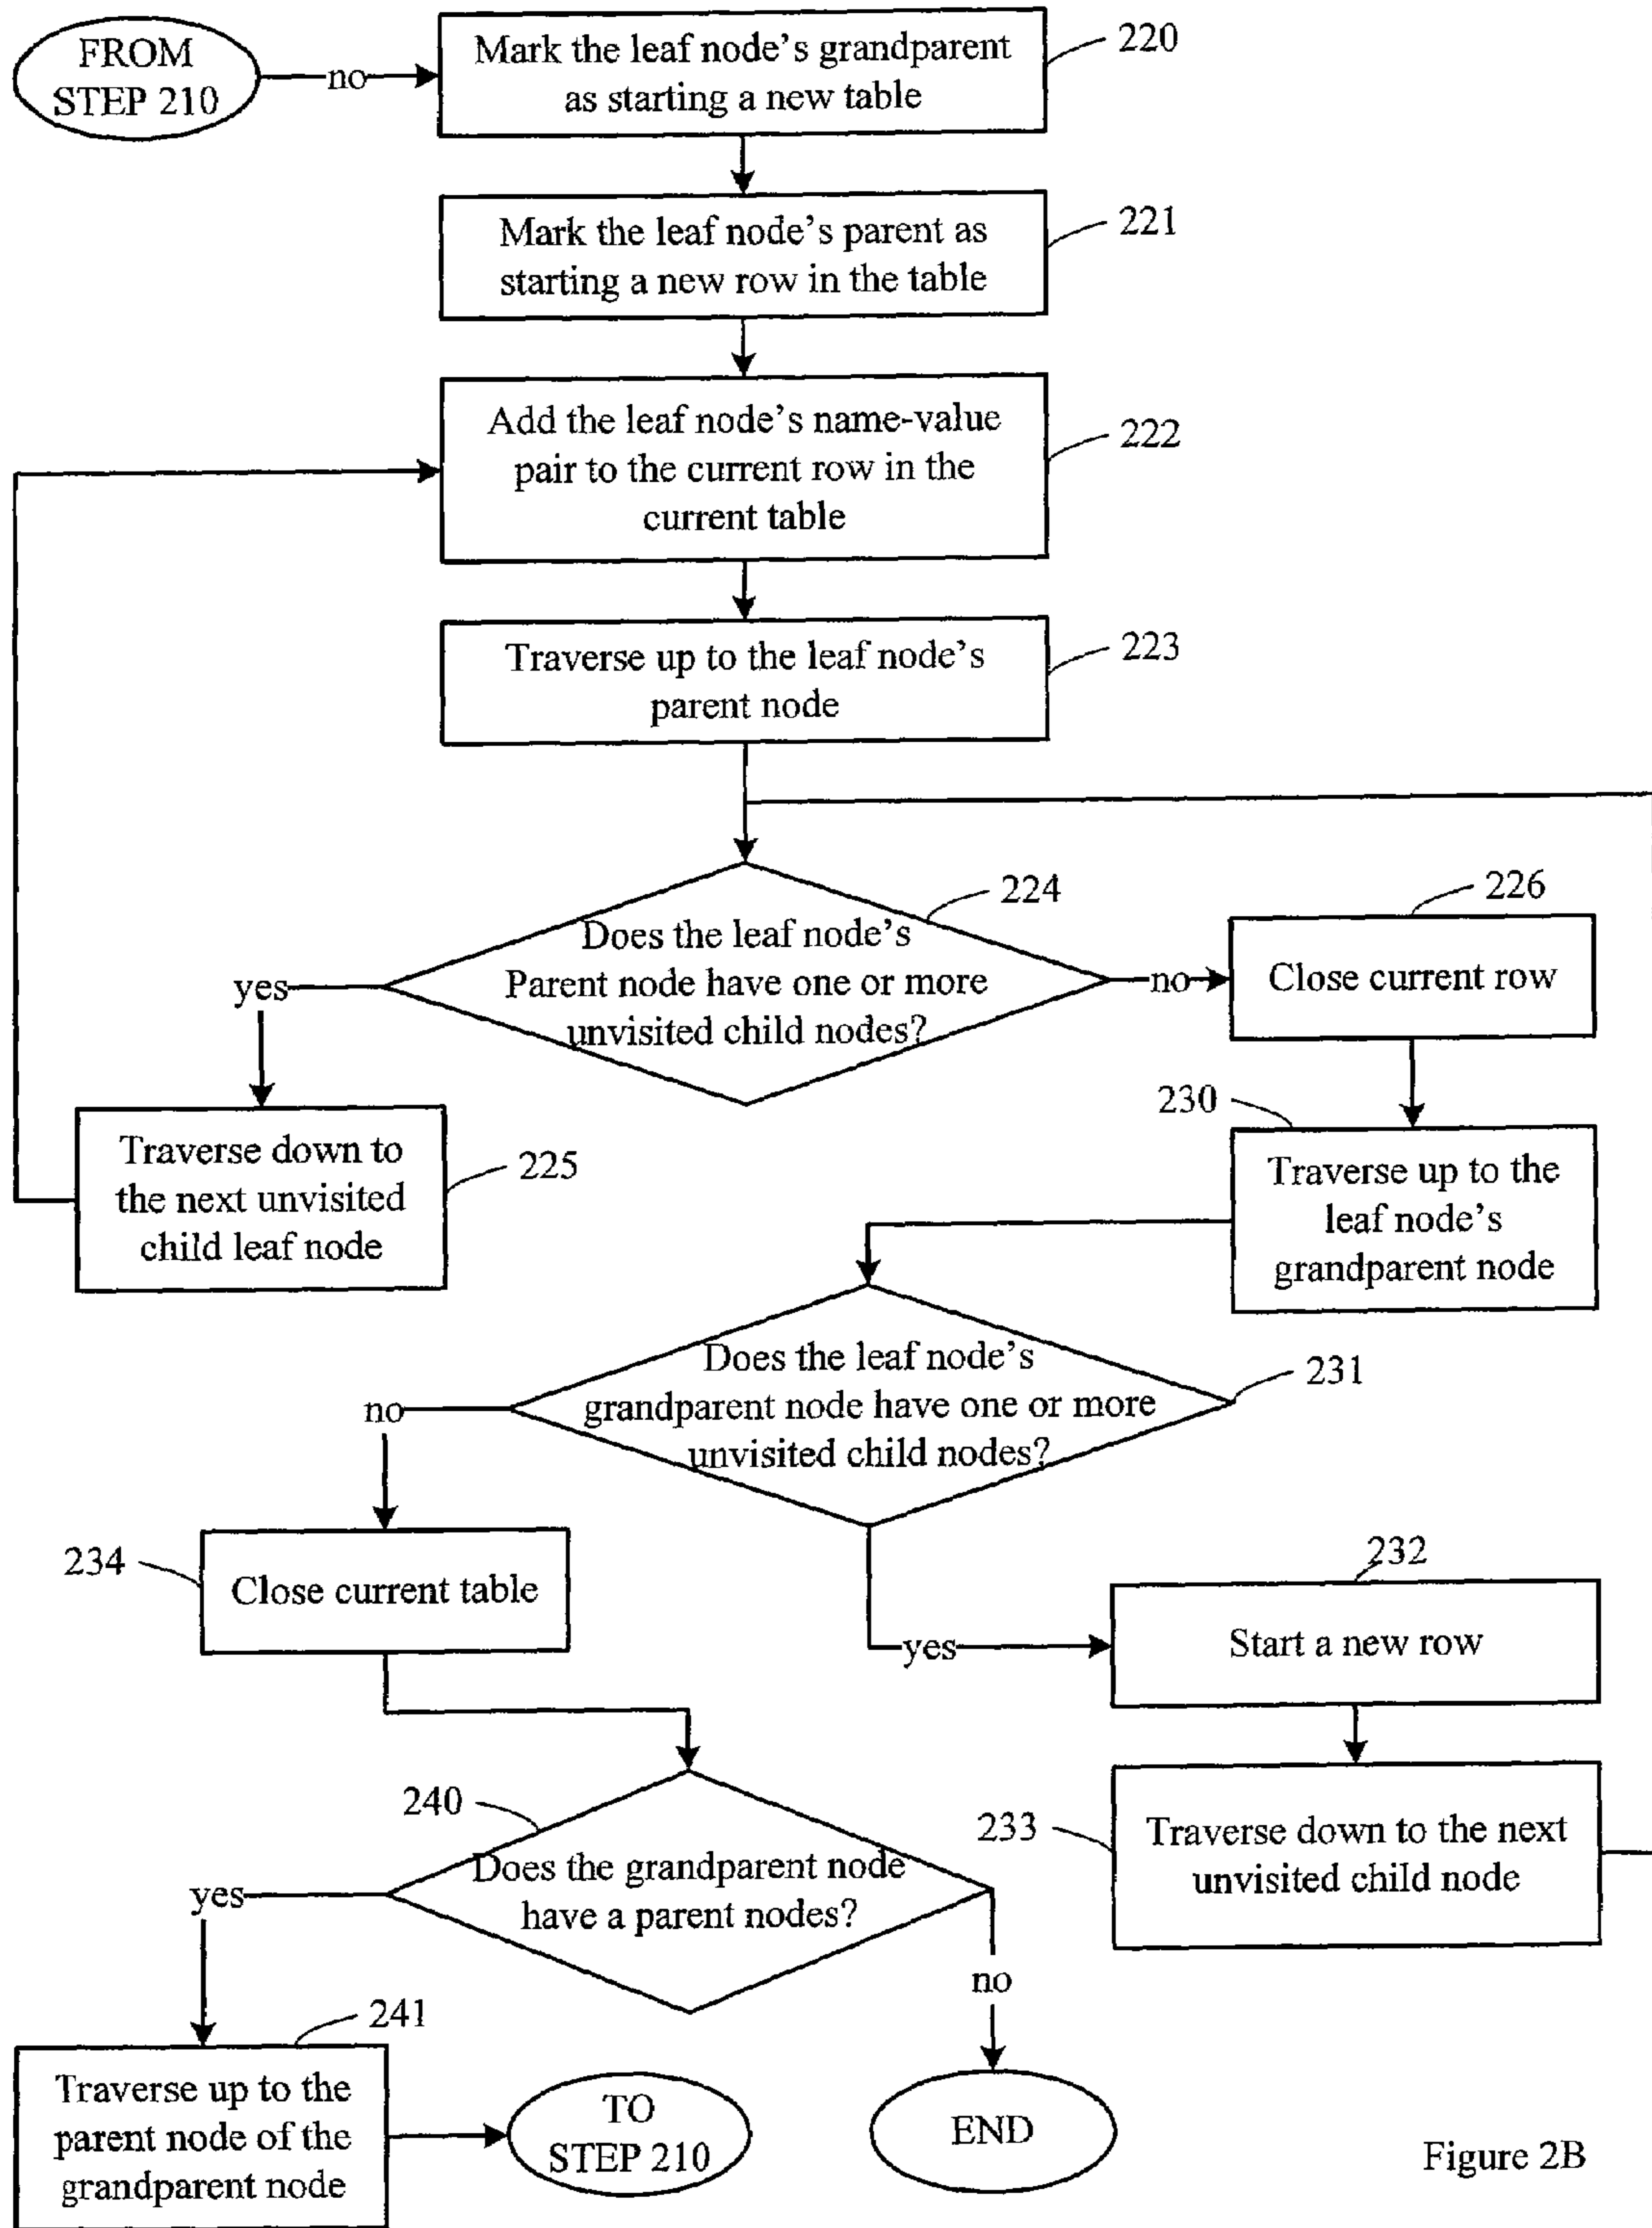 FROM
STEP 210
no
Mark the leaf node's grandparent
as starting a new table
220
Mark the leaf node's parent as
starting a new row in the table
221
Add the leaf node's name-value
pair to the current row in the
current table
222
Traverse up to the leaf node's
parent node
223
Does the leaf node's
Parent node have one or more
unvisited child nodes?
224
yes
no
226
Close current row
Traverse down to
the next unvisited
child leaf node
225
230
Traverse up to the
leaf node's
grandparent node
Does the leaf node's
grandparent node have one or more
unvisited child nodes?
231
no
yes
234
Close current table
232
Start a new row
233
Traverse down to the next
unvisited child node
240
Does the grandparent node
have a parent nodes?
yes
no
241
Traverse up to the
parent node of the
grandparent node
TO
STEP 210
END
Figure 2B